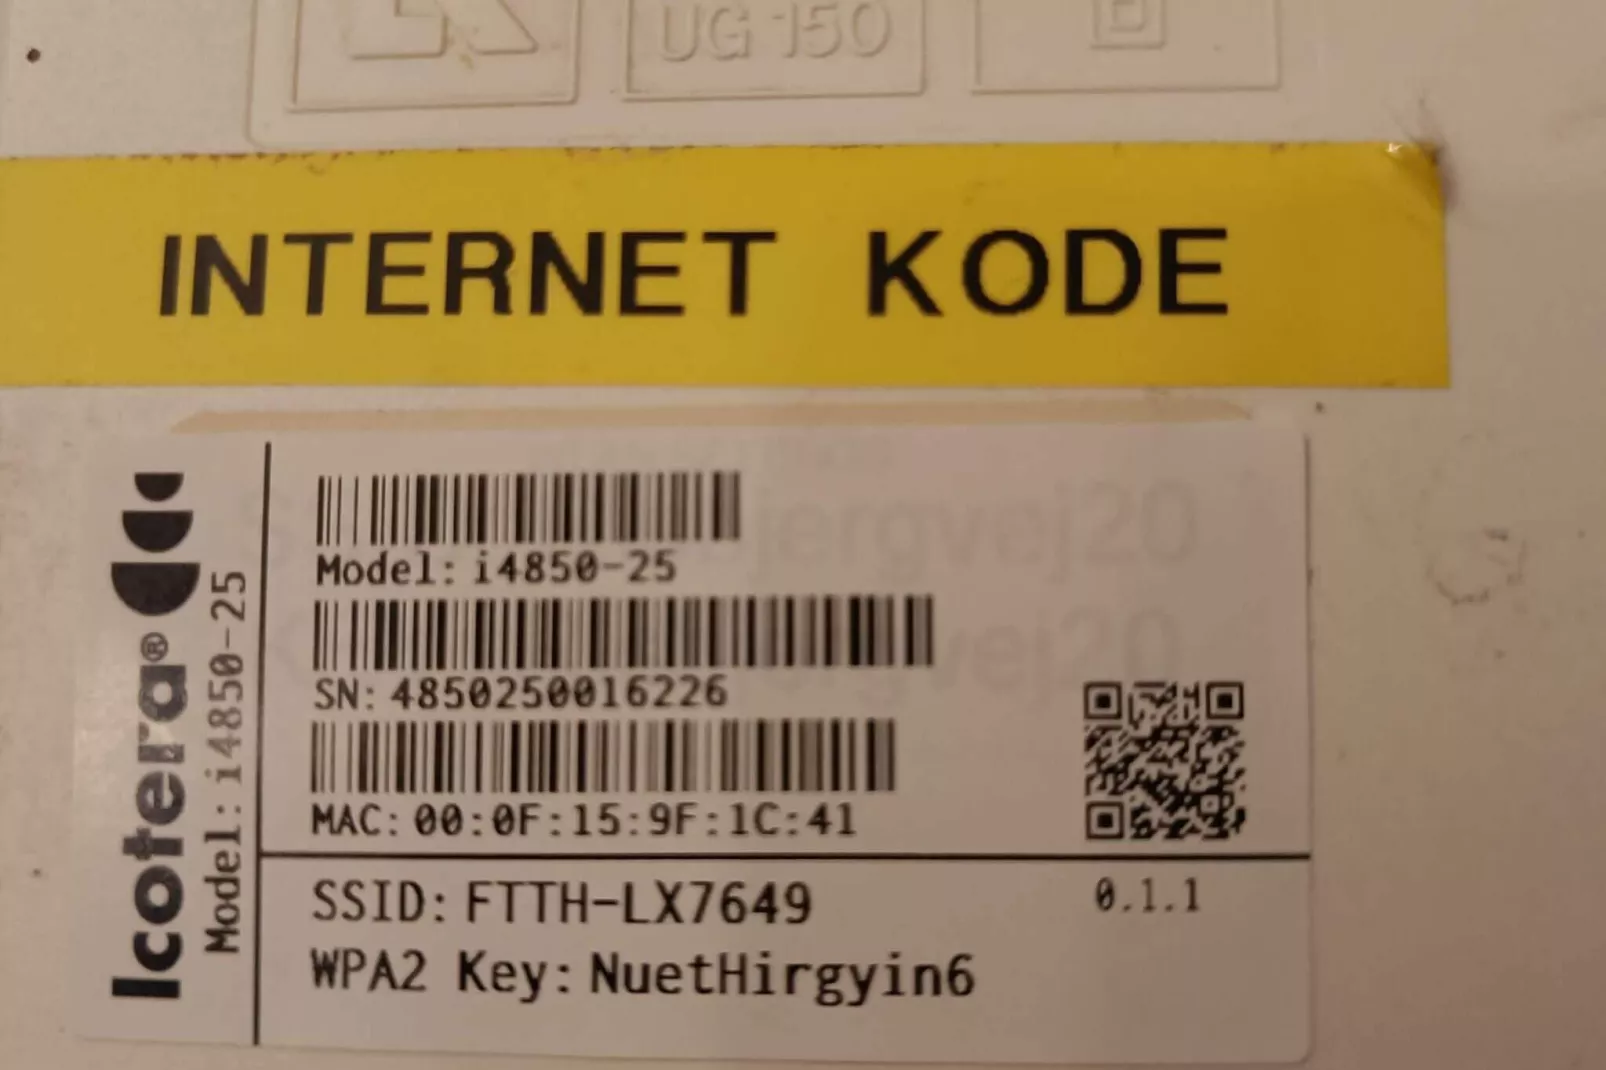 UG 150
INTERNET KODE
Icotera®
Model: i4850-25
Model: i4850-25
SN: 4850250016226
MAC: 00:0F:15:9F:1C:41
SSID: FTTH-LX7649
0.1.1
WPA2 Key: NuetHirgyin6